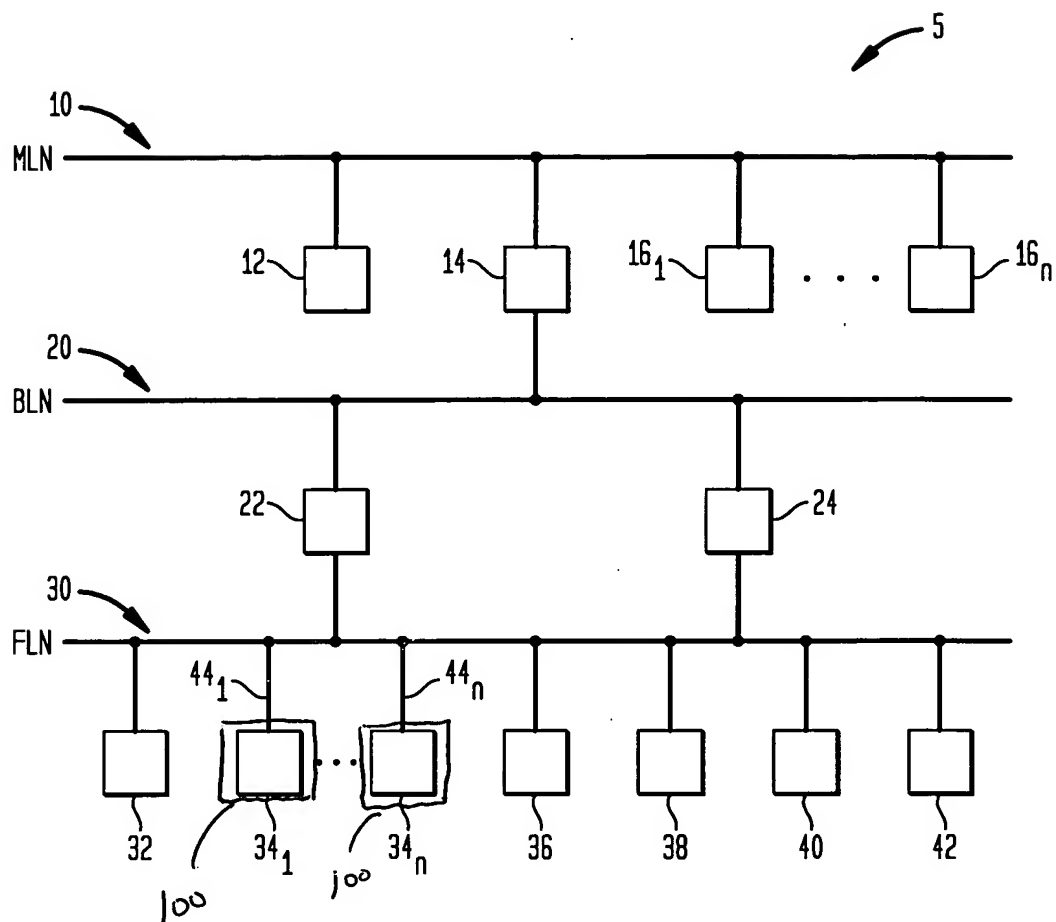 5
10
MLN
12 14 16₁ . . . 16ₙ
20
BLN
22 24
30
FLN
44₁ 44ₙ
. . .
32 34₁ 34ₙ 36 38 40 42
100 100